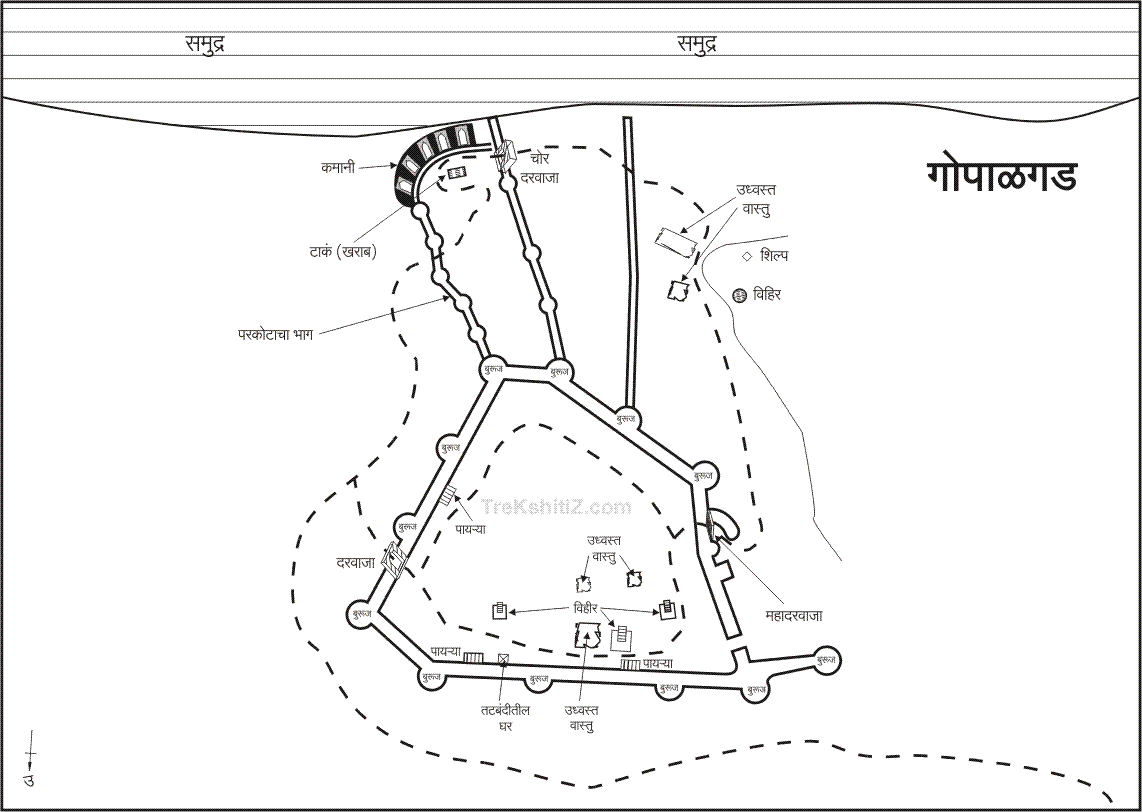 समुद्र
समुद्र
गोपाळगड
कमानी
चोर
दरवाजा
उध्वस्त
वास्तु
टाकं (खराब)
शिल्प
विहिर
परकोटाचा भाग
बुरूज
बुरूज
बुरूज
बुरूज
बुरूज
TreKshitiZ.com
पायऱ्या
बुरूज
उध्वस्त
वास्तु
दरवाजा
बुरूज
विहीर
महादरवाजा
पायऱ्या
पायऱ्या
बुरूज
बुरूज
बुरूज
बुरूज
बुरूज
तटबंदीतील
घर
उध्वस्त
वास्तु
उ